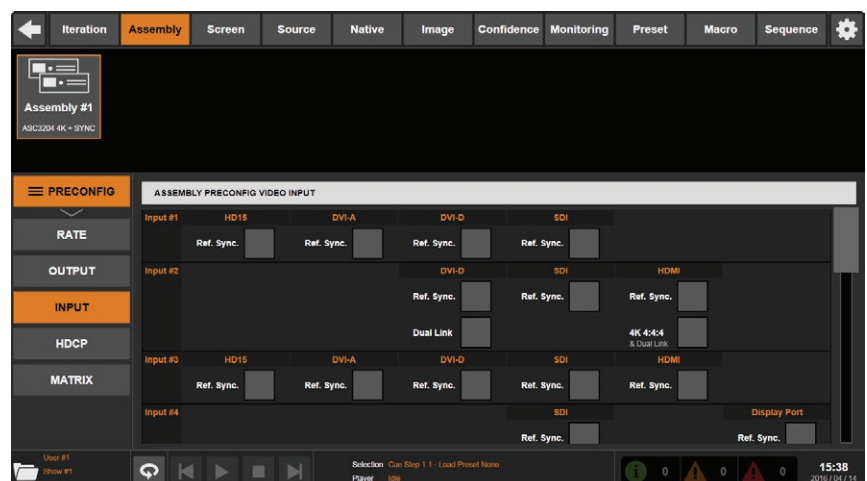 Iteration Assembly Screen Source Native Image Confidence Monitoring Preset Macro Sequence
Assembly #1
ASC3204 4K + SYNC
PRECONFIG
RATE
OUTPUT
INPUT
HDCP
MATRIX
ASSEMBLY PRECONFIG VIDEO INPUT
Input #1 HD15 DVI-A DVI-D SDI
Ref. Sync. Ref. Sync. Ref. Sync. Ref. Sync.
Input #2 DVI-D SDI HDMI
Ref. Sync. Ref. Sync. Ref. Sync.
Dual Link 4K 4:4:4
& Dual Link
Input #3 HD15 DVI-A DVI-D SDI HDMI
Ref. Sync. Ref. Sync. Ref. Sync. Ref. Sync. Ref. Sync.
Input #4 SDI Display Port
Ref. Sync. Ref. Sync.
User #1
Show #1
Selection Cue Step 1.1 - Load Preset None
Player Idle
0 0 0
15:38
2016 / 04 / 14